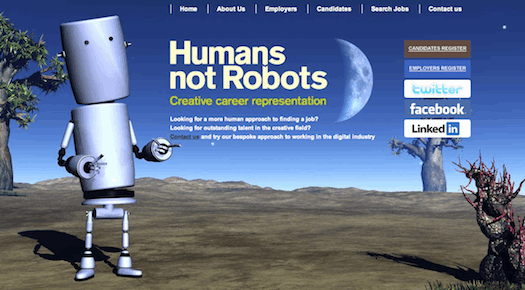 Home
About Us
Employers
Candidates
Search Jobs
Contact us
Humans
not Robots
Creative career representation
Looking for a more human approach to finding a job?
Looking for outstanding talent in the creative field?
Contact us and try our bespoke approach to working in the digital industry
CANDIDATES REGISTER
EMPLOYERS REGISTER
twitter
facebook
Linked in